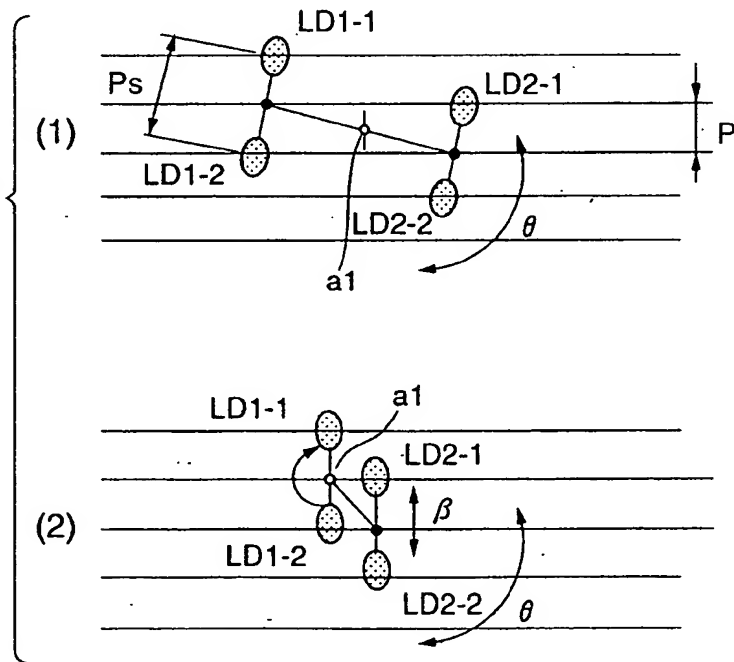 LD1-1
Ps
LD2-1
(1)
P
LD1-2
LD2-2
θ
a1
LD1-1
a1
LD2-1
(2)
β
LD1-2
LD2-2
θ